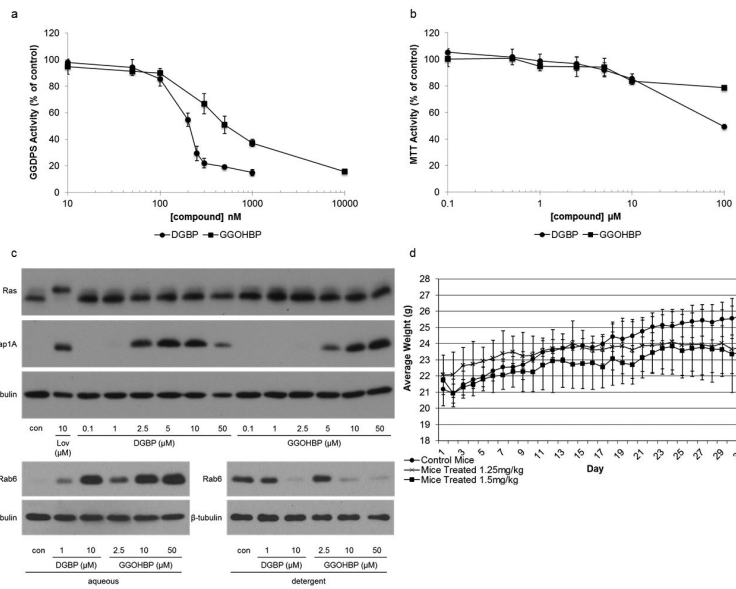 a
120
100
80
60
40
20
0
GGDPS Activity (% of control)
10 100 1000 10000
[compound] nM
DGBP GGOHBP
b
120
100
80
60
40
20
0
MTT Activity (% of control)
0.1 1 10 100
[compound] µM
DGBP GGOHBP
c
Ras
ap1A
tubulin
con 10 0.1 1 2.5 5 10 50 0.1 1 2.5 5 10 50
Lov DGBP (µM) GGOHBP (µM)
(µM)
Rab6
tubulin
con 1 10 2.5 10 50
DGBP (µM) GGOHBP (µM)
aqueous
Rab6
β-tubulin
con 1 10 2.5 10 50
DGBP (µM) GGOHBP (µM)
detergent
d
28
27
26
25
24
23
22
21
20
19
18
Average Weight (g)
1 3 5 7 9 11 13 15 17 19 21 23 25 27 29
Day
Control Mice
Mice Treated 1.25mg/kg
Mice Treated 1.5mg/kg